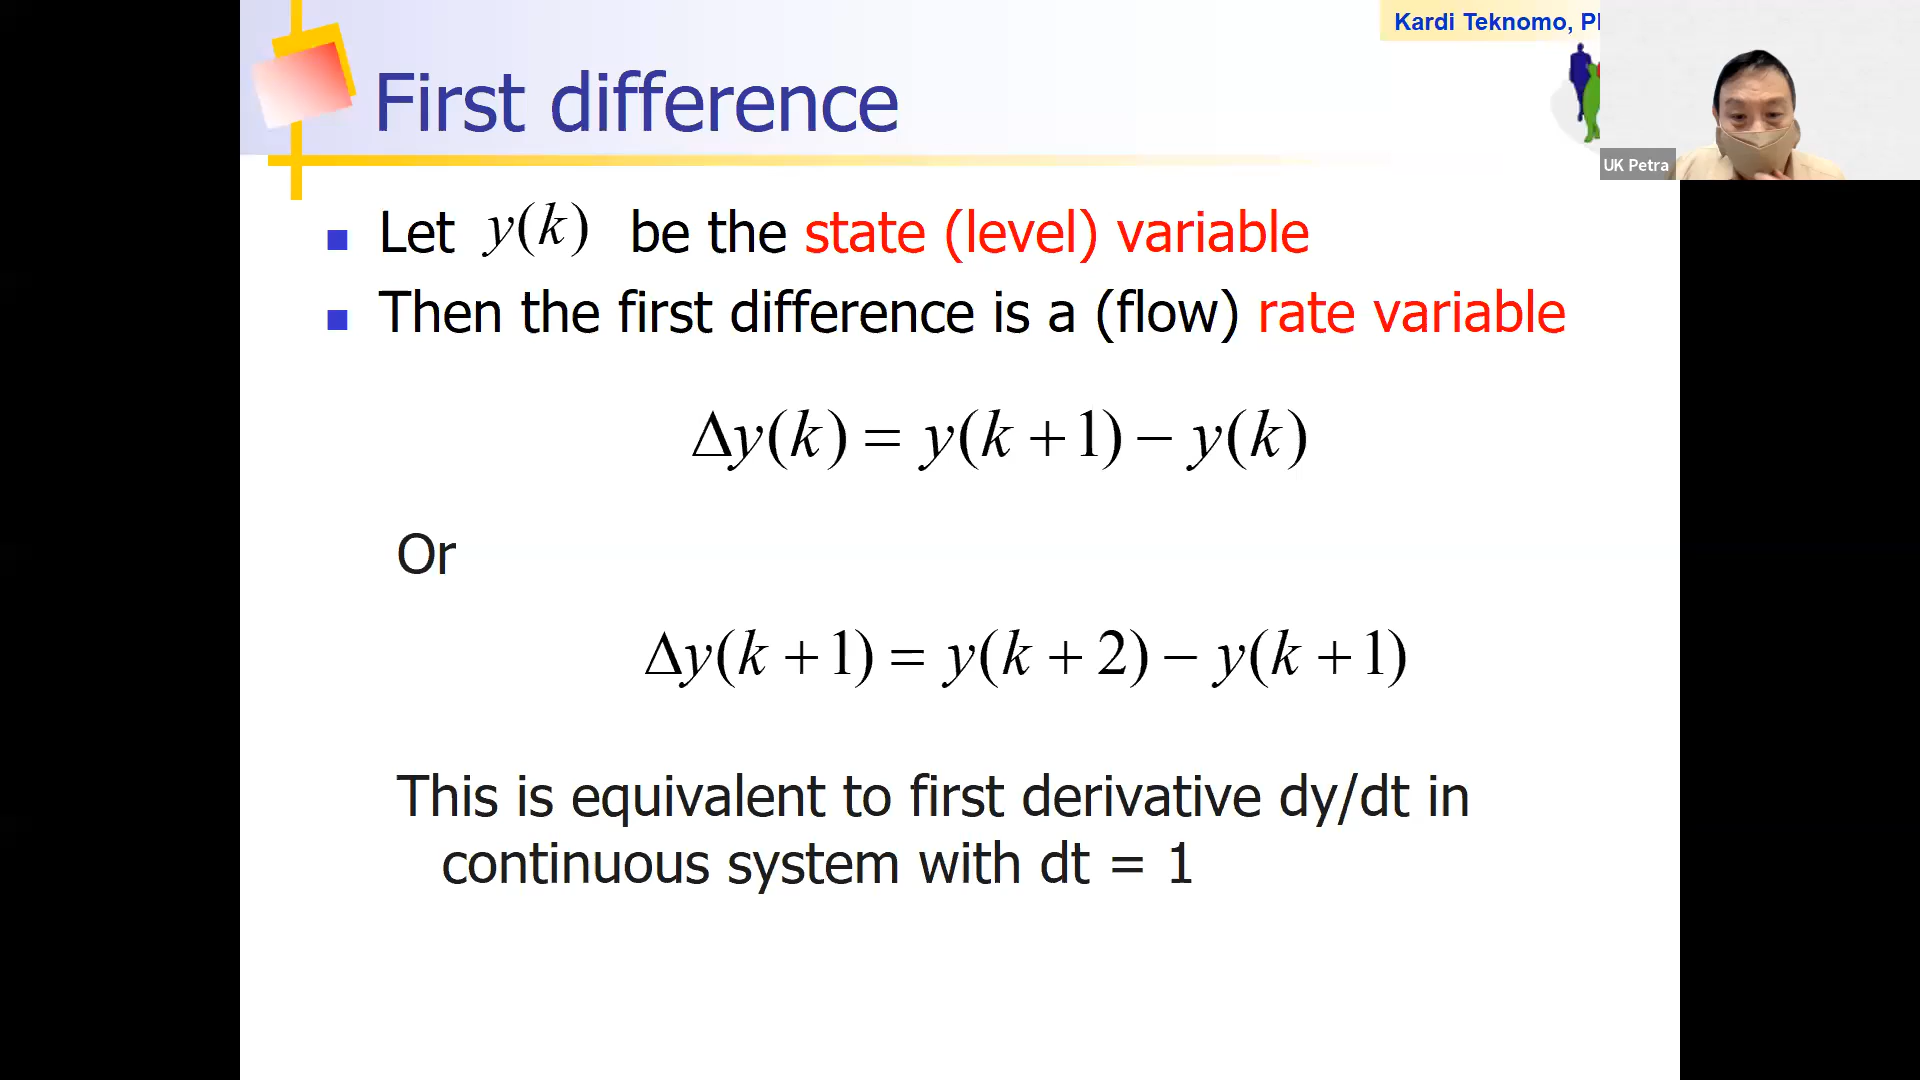 Kardi Teknomo,
First difference
UK Petra
Let y(k) be the state (level) variable
Then the first difference is a (flow) rate variable
Δy(k) = y(k + 1) − y(k)
Or
Δy(k + 1) = y(k + 2) − y(k + 1)
This is equivalent to first derivative dy/dt in
continuous system with dt = 1